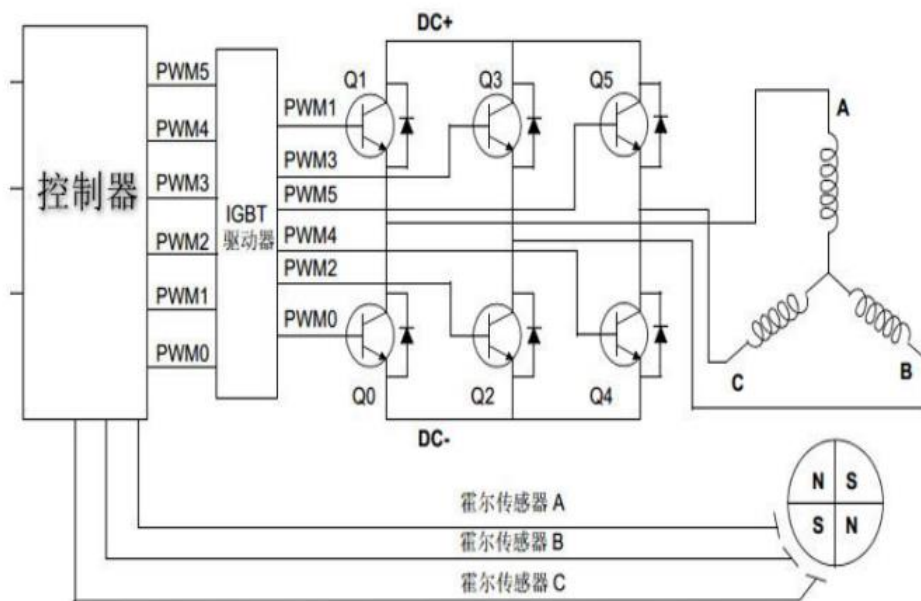 DC+
PWM5
PWM4
PWM3
PWM2
PWM1
PWM0
控制器
IGBT
驱动器
PWM1
PWM3
PWM5
PWM4
PWM2
PWM0
Q1
Q3
Q5
Q0
Q2
Q4
DC-
A
C
B
霍尔传感器 A
霍尔传感器 B
霍尔传感器 C
N S
S N